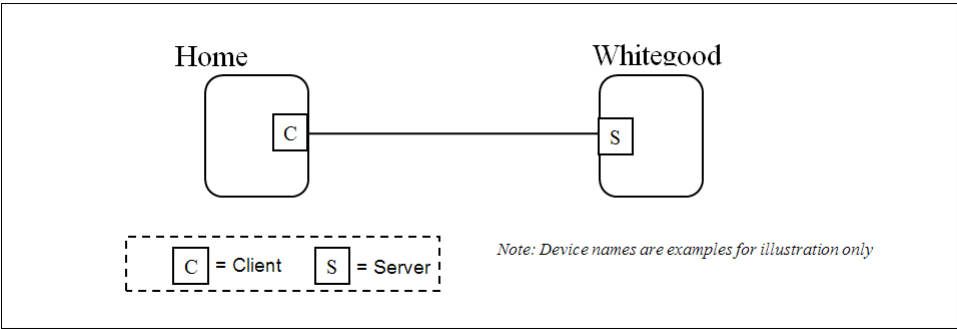 Home Whitegood
C S
C = Client S = Server
Note: Device names are examples for illustration only